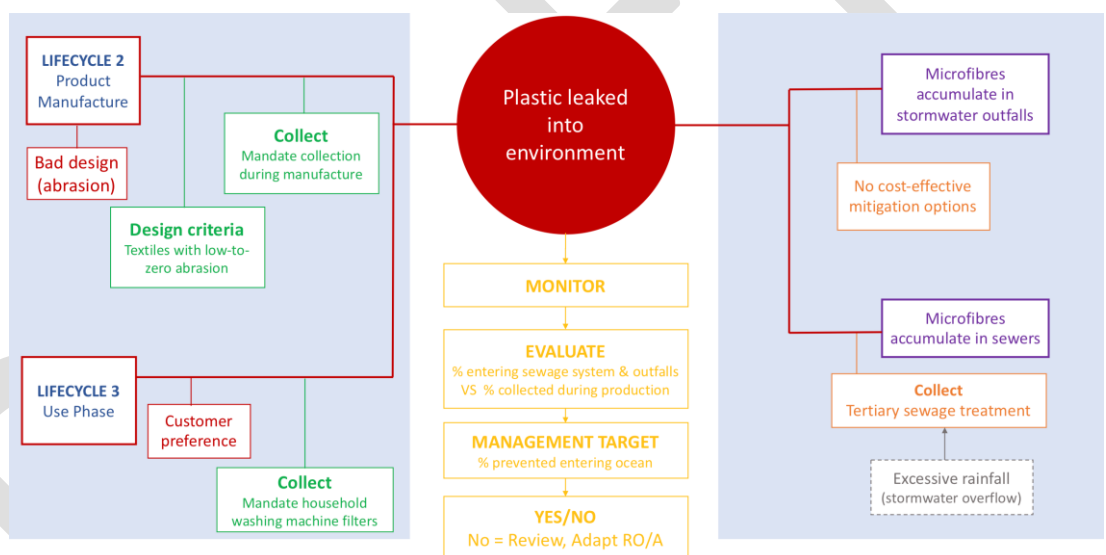 LIFECYCLE 2
Product
Manufacture
Bad design
(abrasion)
Collect
Mandate collection
during manufacture
Design criteria
Textiles with low-to-
zero abrasion
LIFECYCLE 3
Use Phase
Customer
preference
Collect
Mandate household
washing machine filters
Plastic leaked
into
environment
MONITOR
EVALUATE
% entering sewage system & outfalls
VS % collected during production
MANAGEMENT TARGET
% prevented entering ocean
YES/NO
No = Review, Adapt RO/A
Microfibres
accumulate in
stormwater outfalls
No cost-effective
mitigation options
Microfibres
accumulate in sewers
Collect
Tertiary sewage treatment
Excessive rainfall
(stormwater overflow)